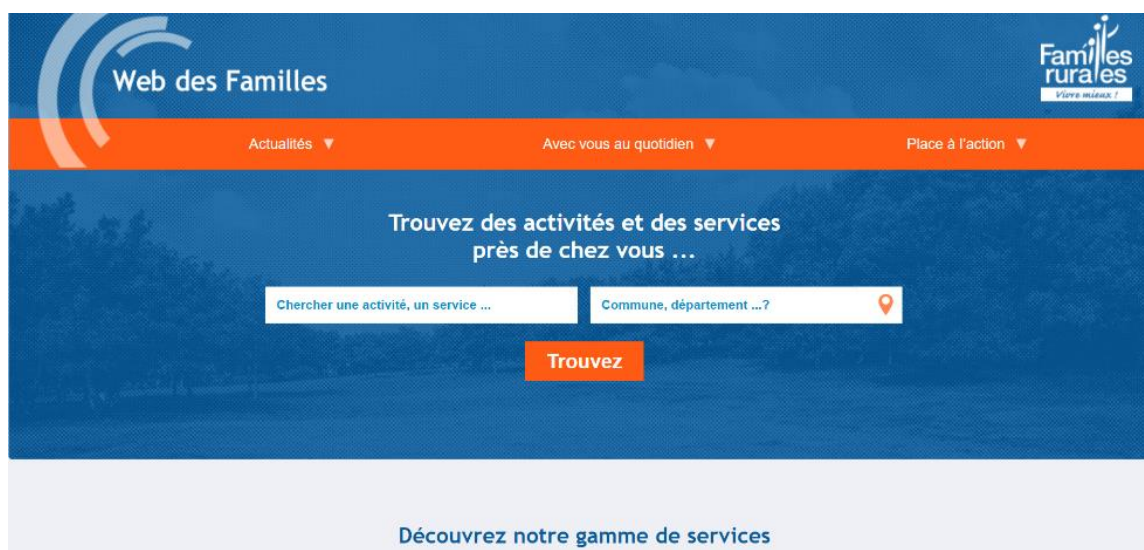 Web des Familles
Familles
rurales
Vivre mieux !
Actualités ▼
Avec vous au quotidien ▼
Place à l'action ▼
Trouvez des activités et des services
près de chez vous ...
Chercher une activité, un service ...
Commune, département ...?
Trouvez
Découvrez notre gamme de services